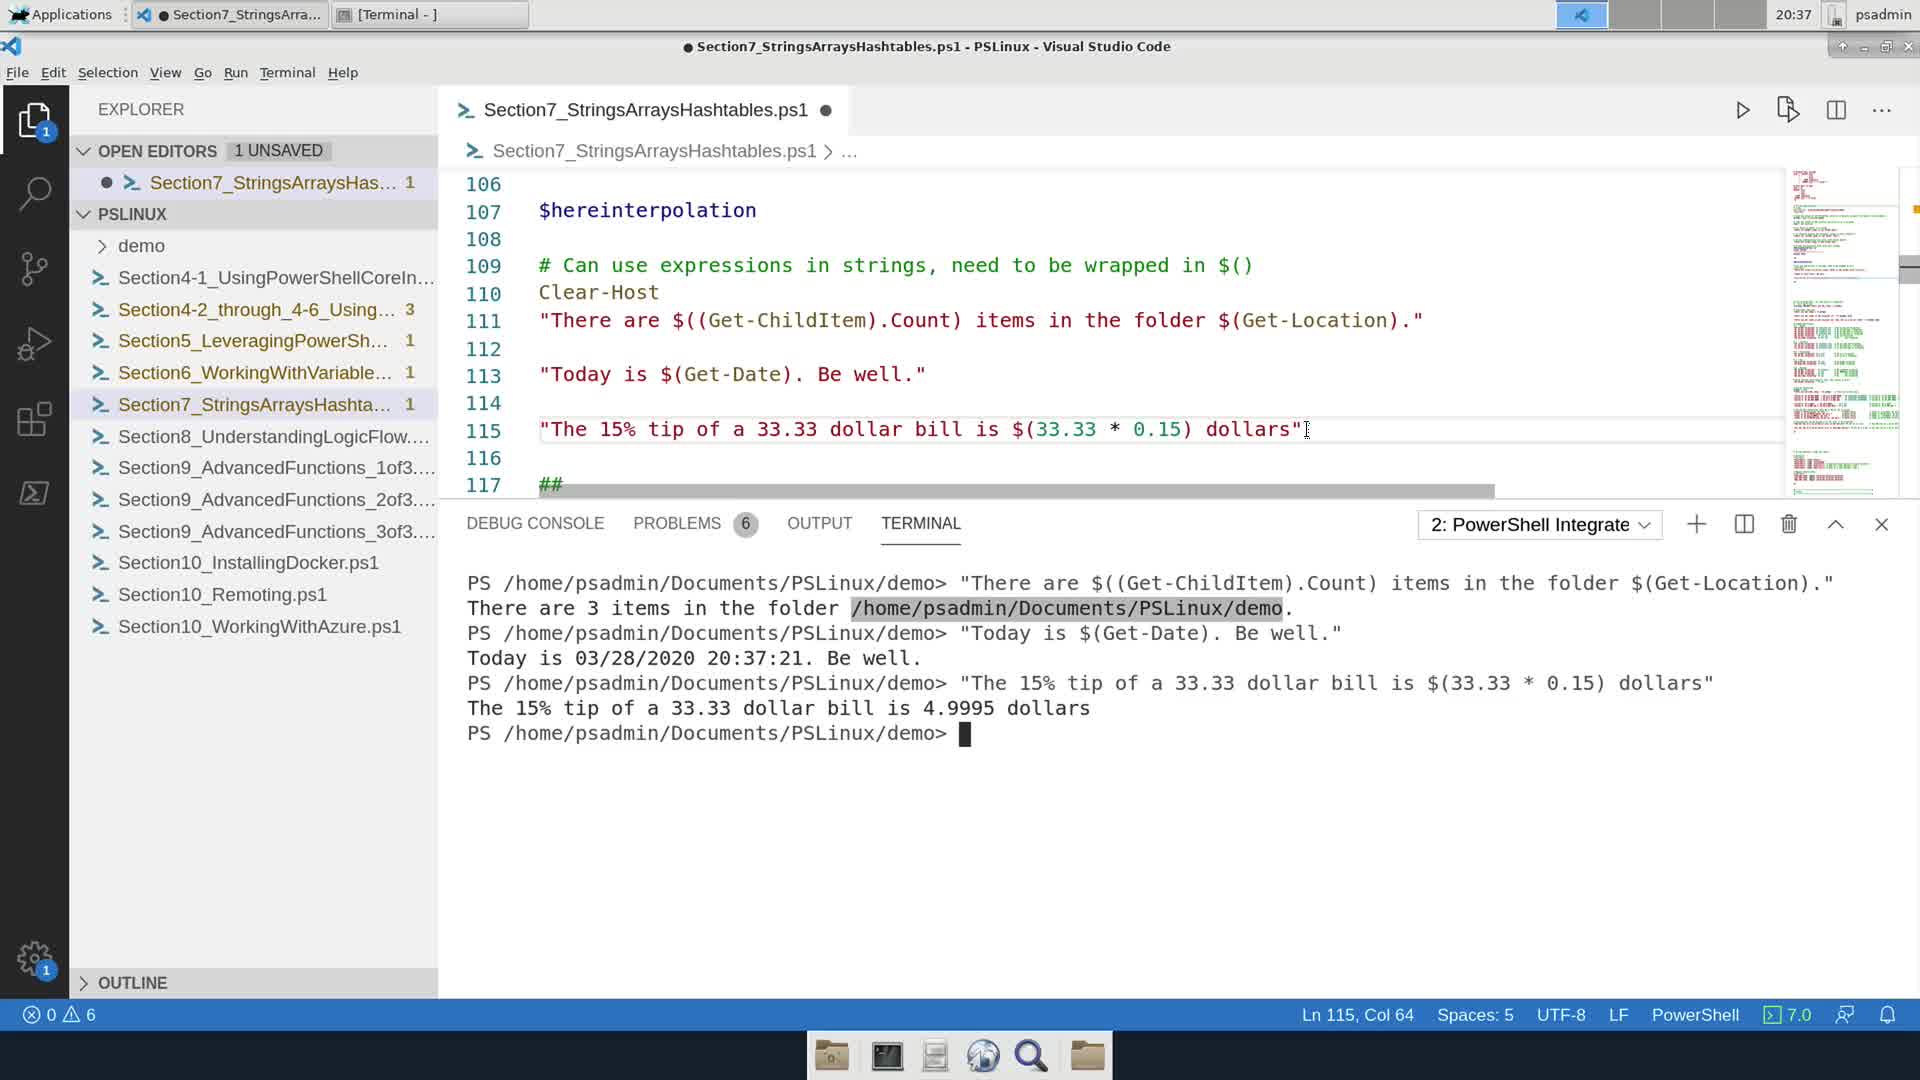 Applications
● Section7_StringsArra...
[Terminal - ]
20:37
psadmin
● Section7_StringsArraysHashtables.ps1 - PSLinux - Visual Studio Code
File Edit Selection View Go Run Terminal Help
1
EXPLORER
OPEN EDITORS 1 UNSAVED
Section7_StringsArraysHas... 1
PSLINUX
demo
Section4-1_UsingPowerShellCoreIn...
Section4-2_through_4-6_Using... 3
Section5_LeveragingPowerSh... 1
Section6_WorkingWithVariable... 1
Section7_StringsArraysHashta... 1
Section8_UnderstandingLogicFlow....
Section9_AdvancedFunctions_1of3....
Section9_AdvancedFunctions_2of3....
Section9_AdvancedFunctions_3of3....
Section10_InstallingDocker.ps1
Section10_Remoting.ps1
Section10_WorkingWithAzure.ps1
1
OUTLINE
Section7_StringsArraysHashtables.ps1 ●
Section7_StringsArraysHashtables.ps1 > ...
106
107 $hereinterpolation
108
109 # Can use expressions in strings, need to be wrapped in $()
110 Clear-Host
111 "There are $((Get-ChildItem).Count) items in the folder $(Get-Location)."
112
113 "Today is $(Get-Date). Be well."
114
115 "The 15% tip of a 33.33 dollar bill is $(33.33 * 0.15) dollars"
116
117 ##
DEBUG CONSOLE PROBLEMS 6 OUTPUT TERMINAL
2: PowerShell Integrate
PS /home/psadmin/Documents/PSLinux/demo> "There are $((Get-ChildItem).Count) items in the folder $(Get-Location)."
There are 3 items in the folder /home/psadmin/Documents/PSLinux/demo.
PS /home/psadmin/Documents/PSLinux/demo> "Today is $(Get-Date). Be well."
Today is 03/28/2020 20:37:21. Be well.
PS /home/psadmin/Documents/PSLinux/demo> "The 15% tip of a 33.33 dollar bill is $(33.33 * 0.15) dollars"
The 15% tip of a 33.33 dollar bill is 4.9995 dollars
PS /home/psadmin/Documents/PSLinux/demo>
0 6
Ln 115, Col 64 Spaces: 5 UTF-8 LF PowerShell 7.0